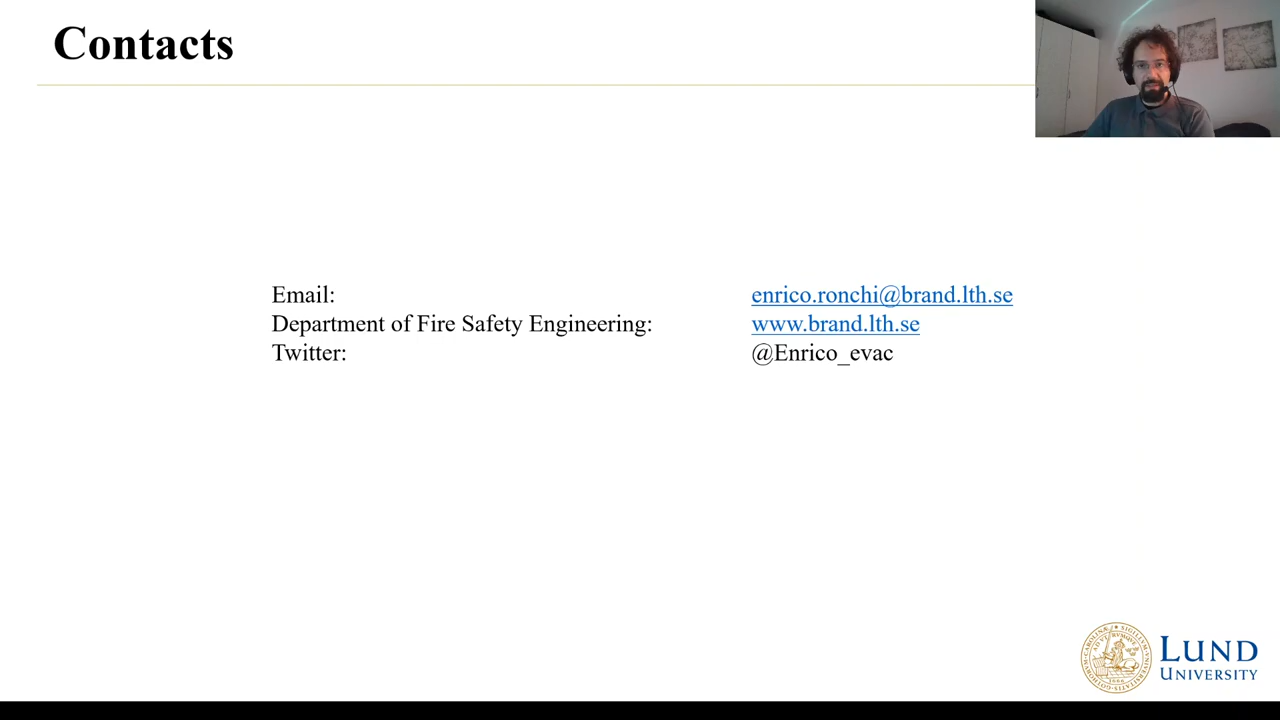 Contacts
Email: enrico.ronchi@brand.lth.se
Department of Fire Safety Engineering: www.brand.lth.se
Twitter: @Enrico_evac
LUND
UNIVERSITY